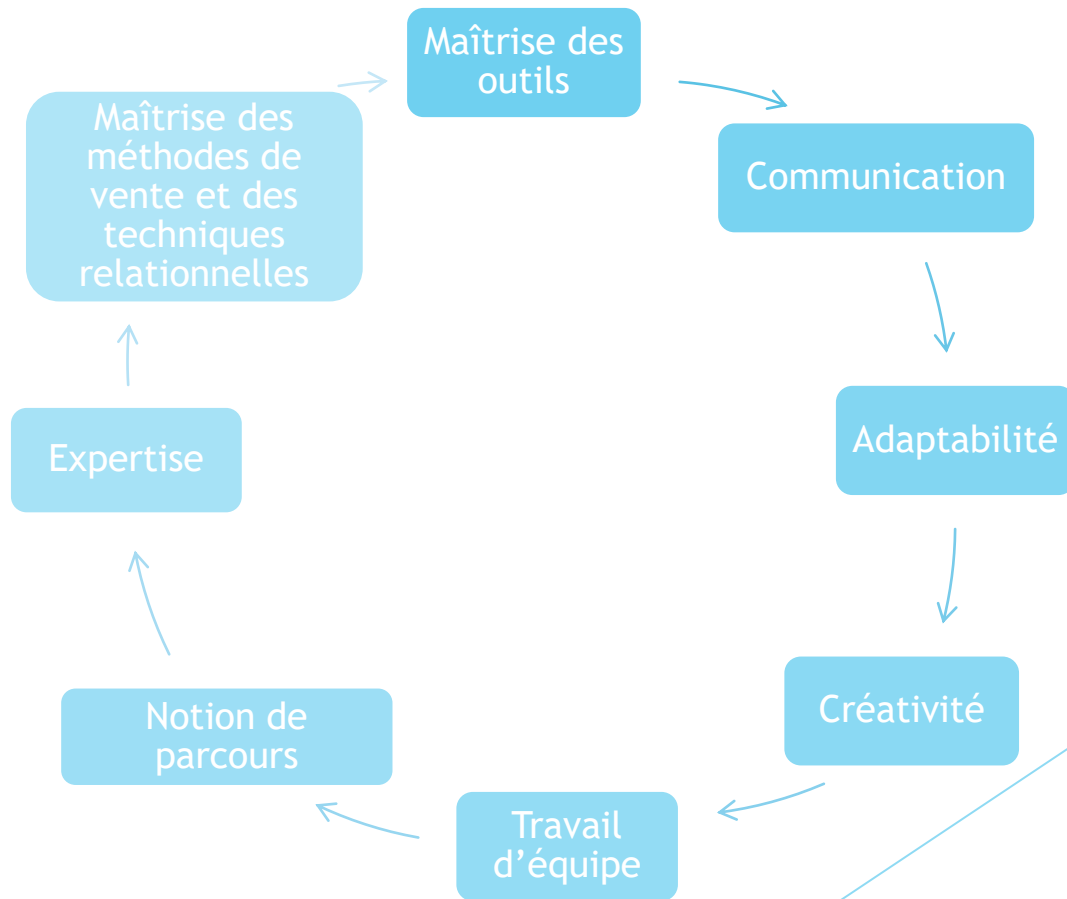 Maîtrise des
outils
Communication
Adaptabilité
Créativité
Travail
d’équipe
Notion de
parcours
Expertise
Maîtrise des
méthodes de
vente et des
techniques
relationnelles